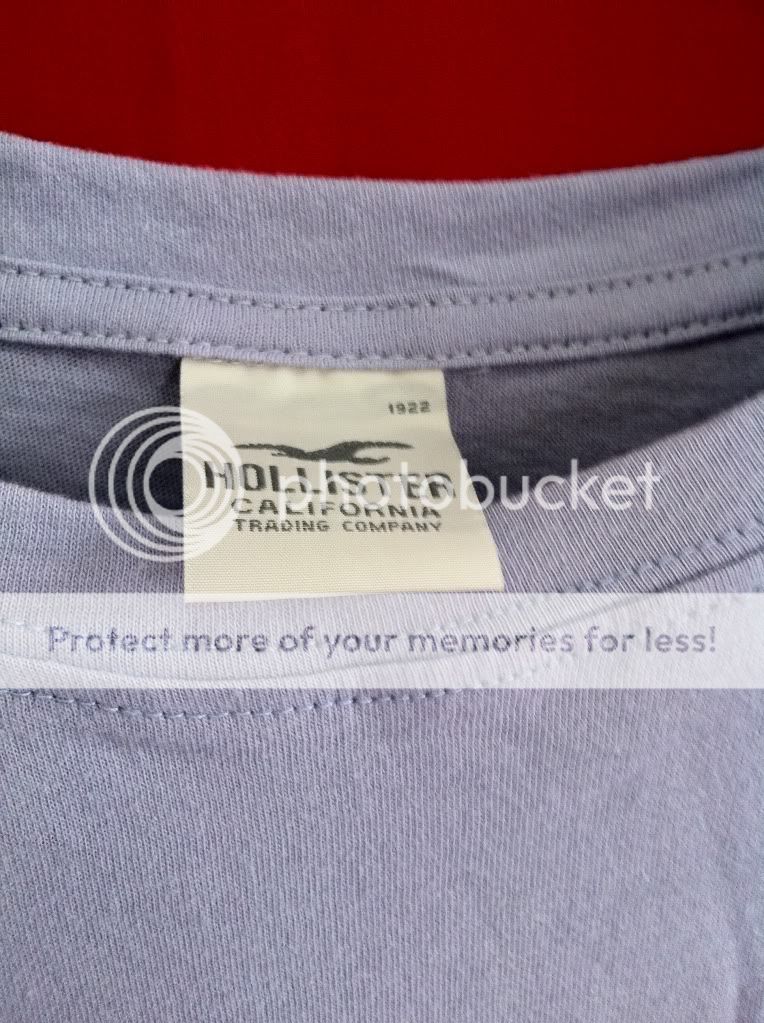 1922
HOLLISTER
photobucket
CALIFORNIA
TRADING COMPANY
Protect more of your memories for less!